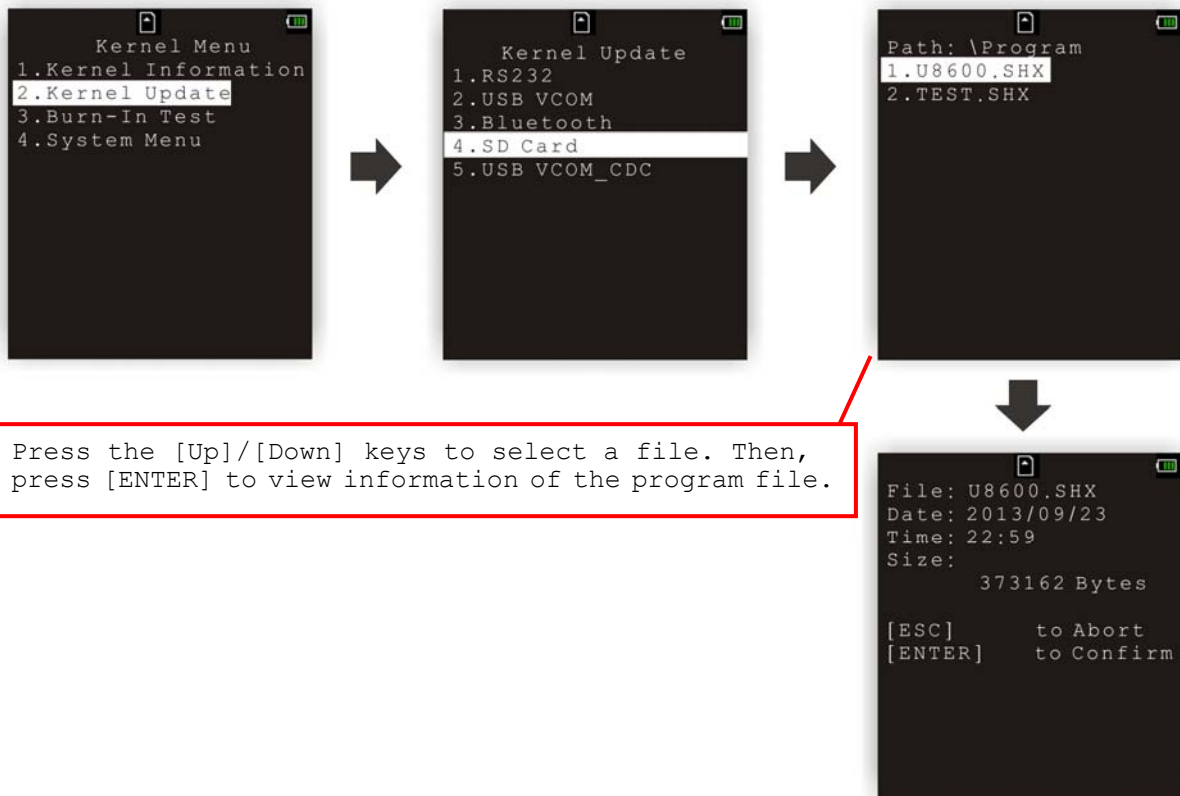 Kernel Menu
1.Kernel Information
2.Kernel Update
3.Burn-In Test
4.System Menu
Kernel Update
1.RS232
2.USB VCOM
3.Bluetooth
4.SD Card
5.USB VCOM_CDC
Path: \Program
1.U8600.SHX
2.TEST.SHX
Press the [Up]/[Down] keys to select a file. Then,
press [ENTER] to view information of the program file.
File: U8600.SHX
Date: 2013/09/23
Time: 22:59
Size:
373162 Bytes
[ESC] to Abort
[ENTER] to Confirm